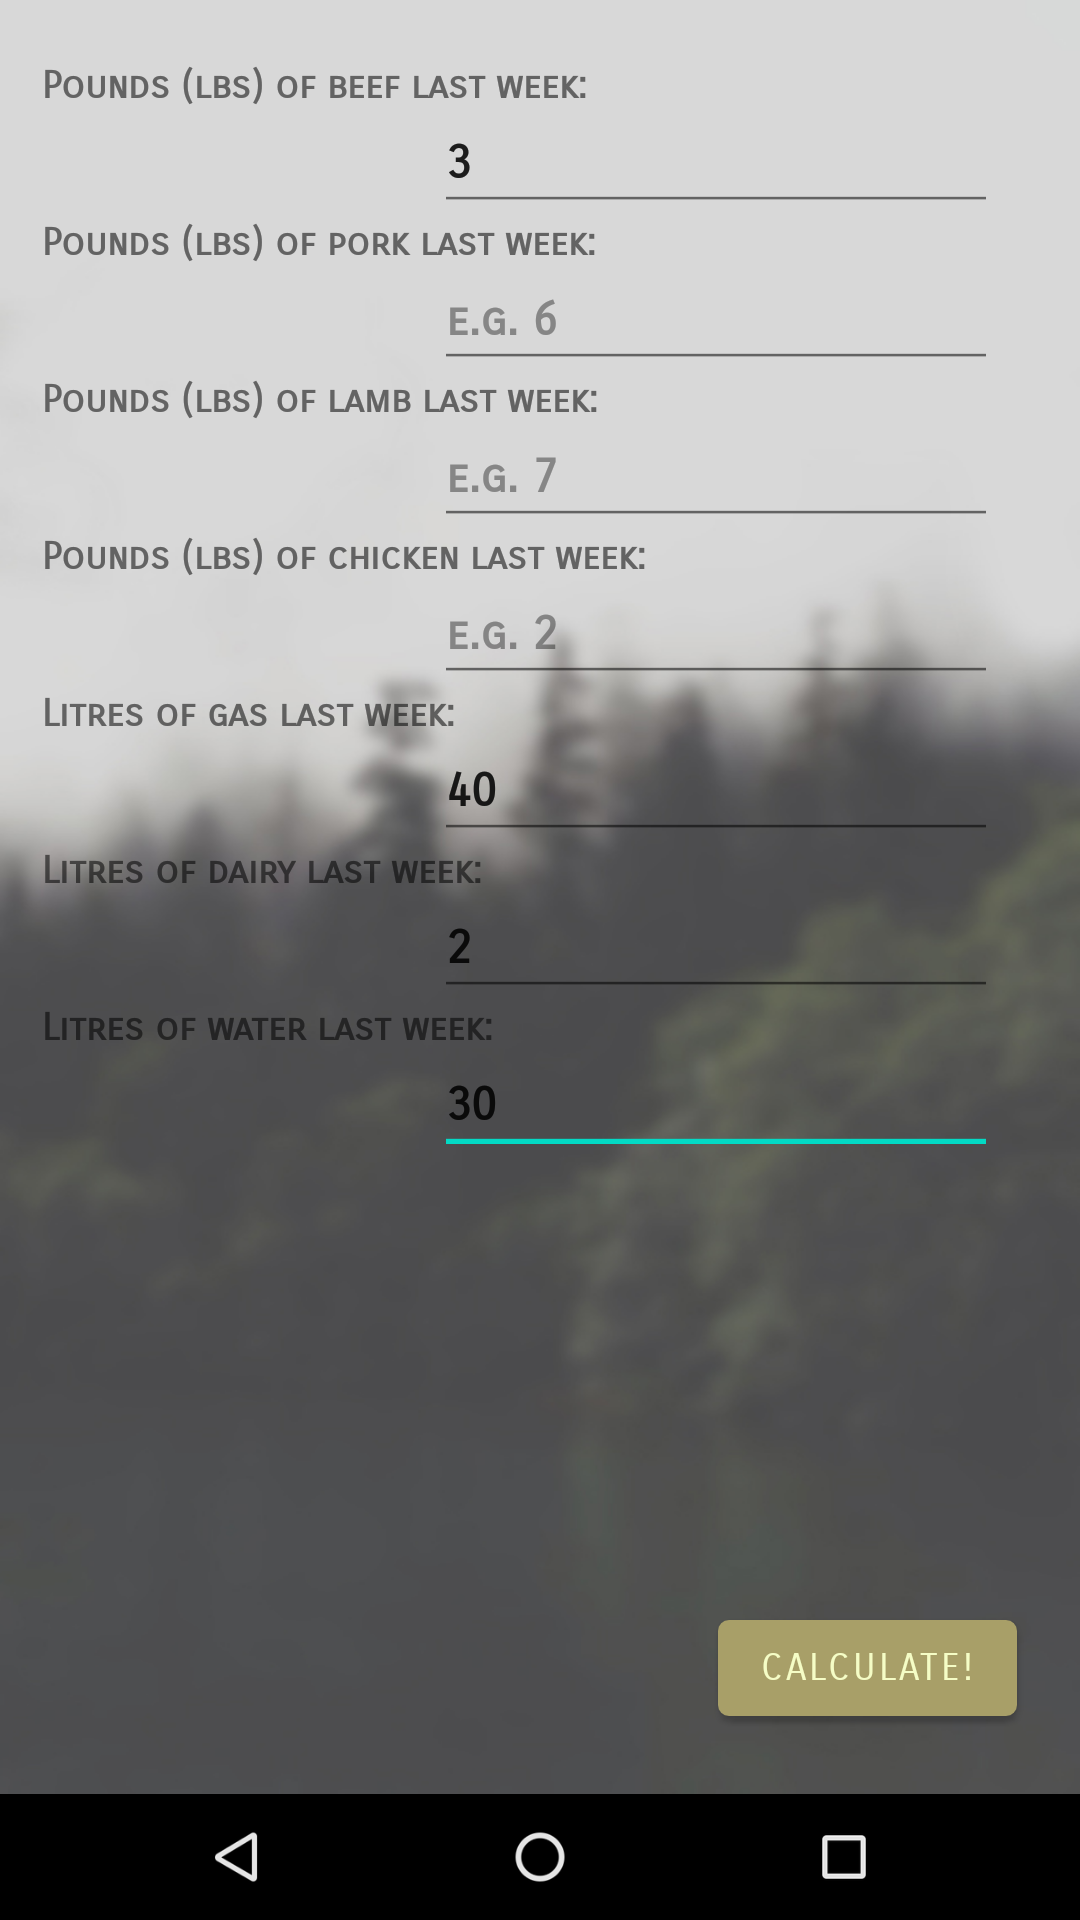 Pounds (lbs) of beef last week:
3
Pounds (lbs) of pork last week:
e.g. 6
Pounds (lbs) of lamb last week:
e.g. 7
Pounds (lbs) of chicken last week:
e.g. 2
Litres of gas last week:
40
Litres of dairy last week:
2
Litres of water last week:
30
CALCULATE!